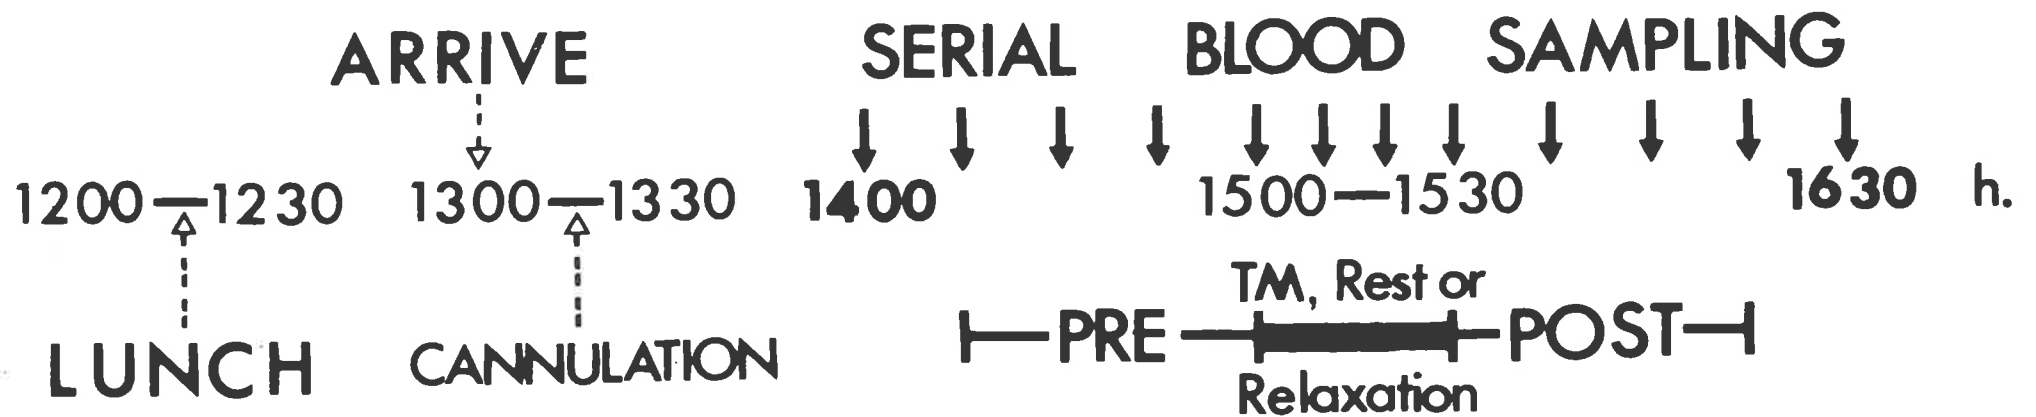 ARRIVE SERIAL BLOOD SAMPLING
1200—1230 1300—1330 1400 1500—1530 1630 h.
TM, Rest or
PRE POST
LUNCH CANNULATION Relaxation